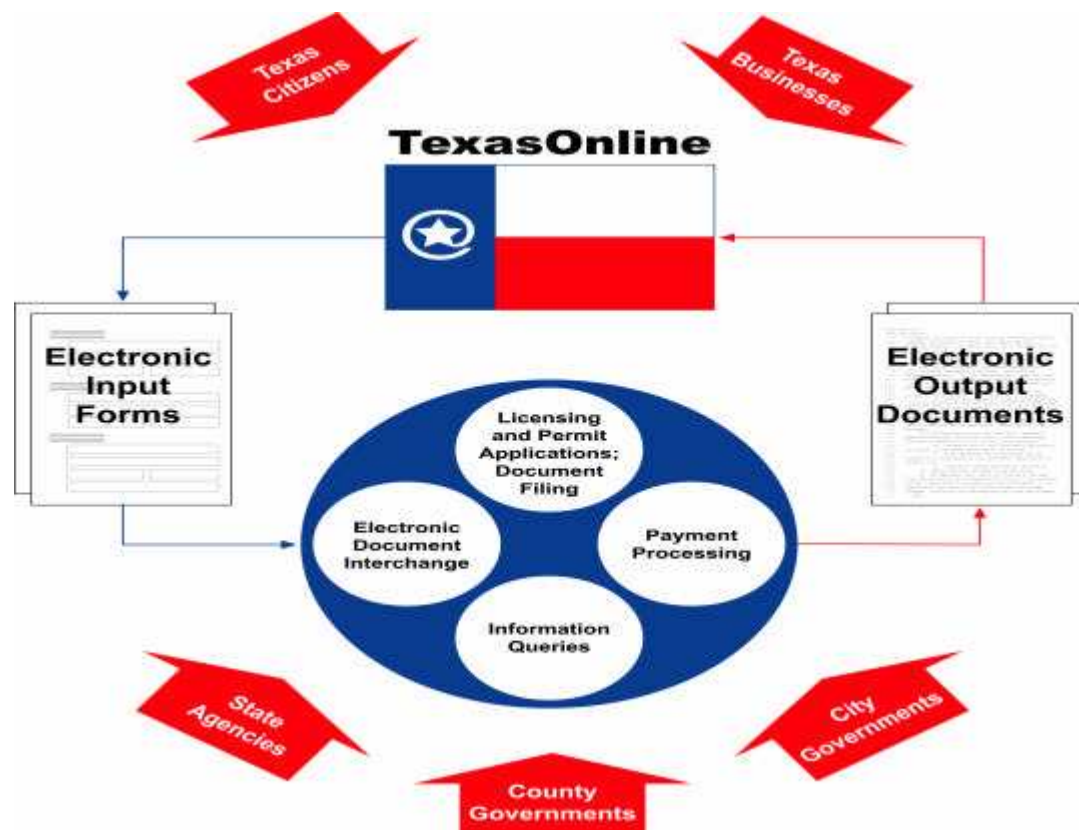 Texas
Citizens
Texas
Businesses
TexasOnline
Electronic
Input
Forms
Electronic
Output
Documents
Licensing
and Permit
Applications;
Document
Filing
Electronic
Document
Interchange
Payment
Processing
Information
Queries
State
Agencies
City
Governments
County
Governments